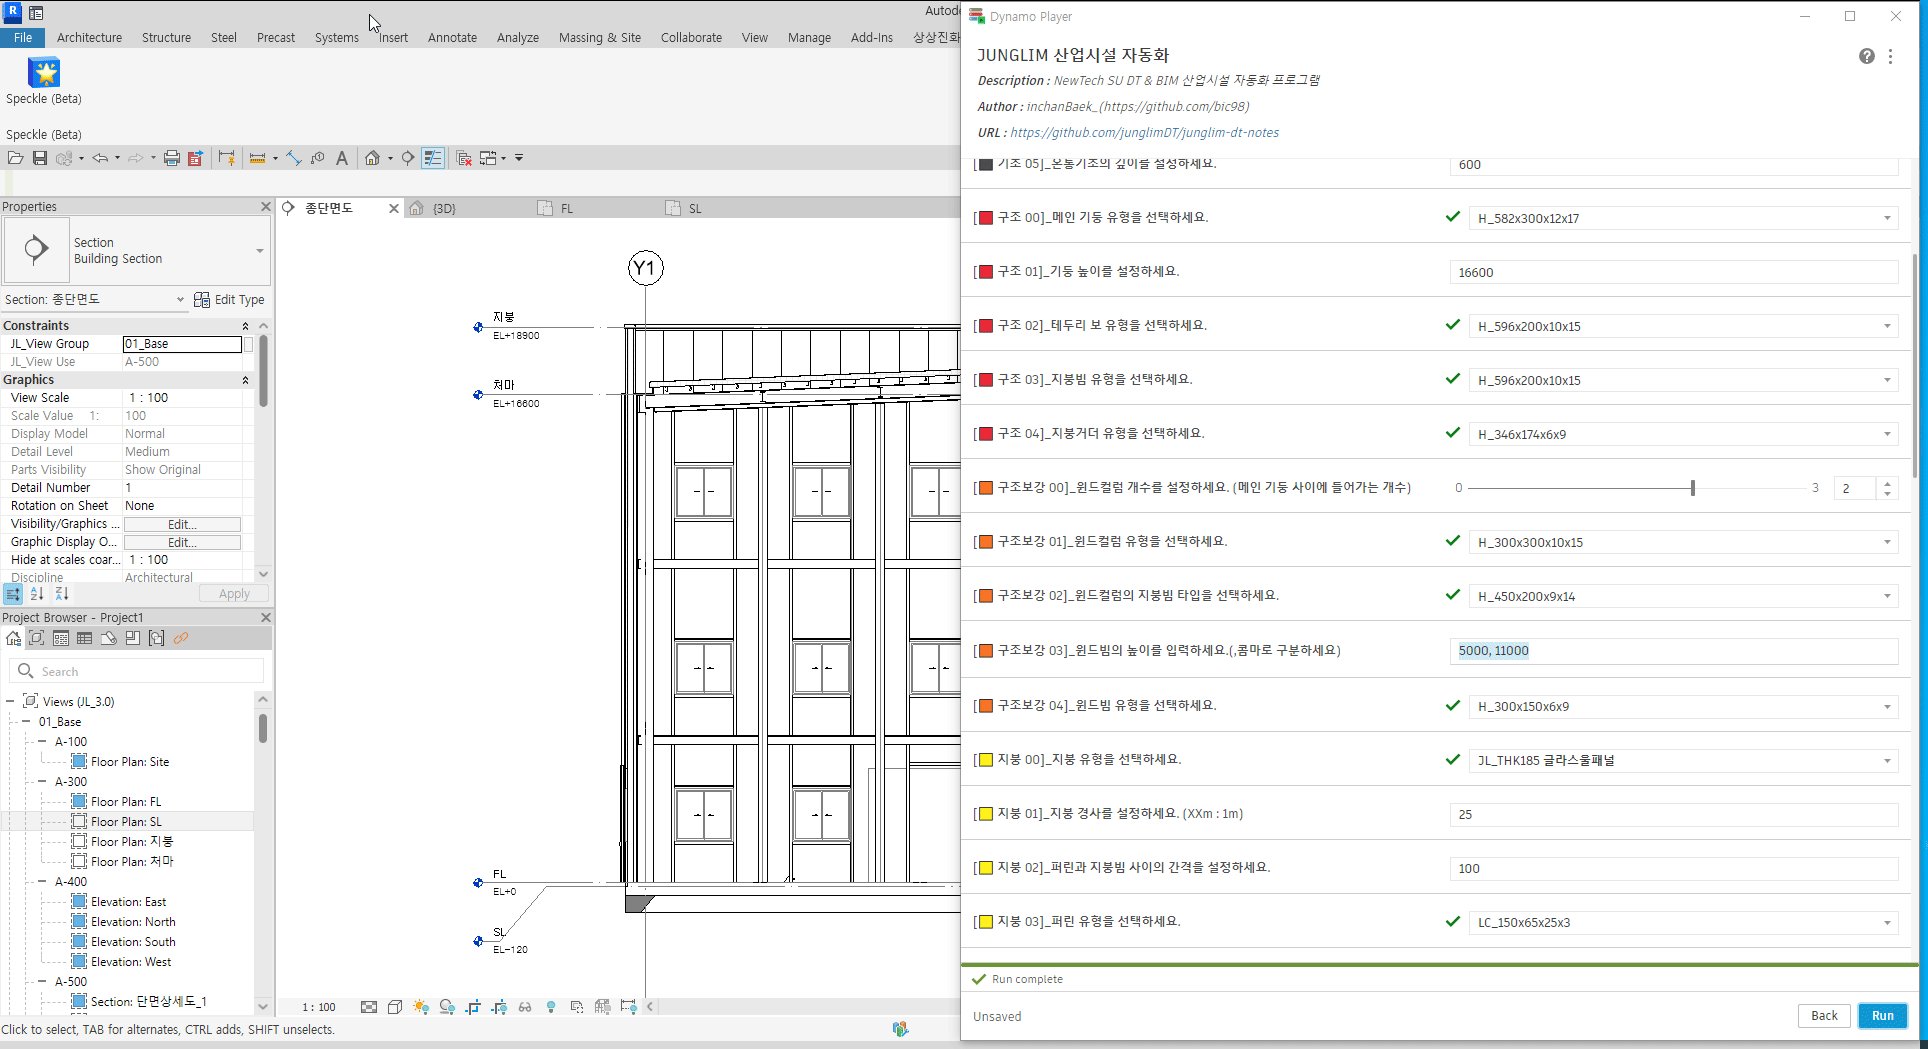 R
Autod
File Architecture Structure Steel Precast Systems Insert Annotate Analyze Massing & Site Collaborate View Manage Add-Ins 상상진화
Speckle (Beta)
Speckle (Beta)
Properties
Section
Building Section
Section: 종단면도
Edit Type
Constraints
JL_View Group 01_Base
JL_View Use A-500
Graphics
View Scale 1 : 100
Scale Value 1: 100
Display Model Normal
Detail Level Medium
Parts Visibility Show Original
Detail Number 1
Rotation on Sheet None
Visibility/Graphics ... Edit...
Graphic Display O... Edit...
Hide at scales coar... 1 : 100
Discipline Architectural
Apply
Project Browser - Project1
Search
Views (JL_3.0)
01_Base
A-100
Floor Plan: Site
A-300
Floor Plan: FL
Floor Plan: SL
Floor Plan: 지붕
Floor Plan: 처마
A-400
Elevation: East
Elevation: North
Elevation: South
Elevation: West
A-500
Section: 단면상세도_1
Click to select, TAB for alternates, CTRL adds, SHIFT unselects.
종단면도 {3D} FL SL
Y1
지붕
EL+18900
처마
EL+16600
FL
EL+0
SL
EL-120
1 : 100
Dynamo Player
JUNGLIM 산업시설 자동화
Description : NewTech SU DT & BIM 산업시설 자동화 프로그램
Author : inchanBaek_(https://github.com/bic98)
URL : https://github.com/junglimDT/junglim-dt-notes
[ 기초 05]_온통기초의 깊이를 설정하세요. 600
[ 구조 00]_메인 기둥 유형을 선택하세요. H_582x300x12x17
[ 구조 01]_기둥 높이를 설정하세요. 16600
[ 구조 02]_테두리 보 유형을 선택하세요. H_596x200x10x15
[ 구조 03]_지붕빔 유형을 선택하세요. H_596x200x10x15
[ 구조 04]_지붕거더 유형을 선택하세요. H_346x174x6x9
[ 구조보강 00]_윈드컬럼 개수를 설정하세요. (메인 기둥 사이에 들어가는 개수) 0 3 2
[ 구조보강 01]_윈드컬럼 유형을 선택하세요. H_300x300x10x15
[ 구조보강 02]_윈드컬럼의 지붕빔 타입을 선택하세요. H_450x200x9x14
[ 구조보강 03]_윈드빔의 높이를 입력하세요.(,콤마로 구분하세요) 5000, 11000
[ 구조보강 04]_윈드빔 유형을 선택하세요. H_300x150x6x9
[ 지붕 00]_지붕 유형을 선택하세요. JL_THK185 글라스울패널
[ 지붕 01]_지붕 경사를 설정하세요. (XXm : 1m) 25
[ 지붕 02]_퍼린과 지붕빔 사이의 간격을 설정하세요. 100
[ 지붕 03]_퍼린 유형을 선택하세요. LC_150x65x25x3
Run complete
Unsaved
Back Run